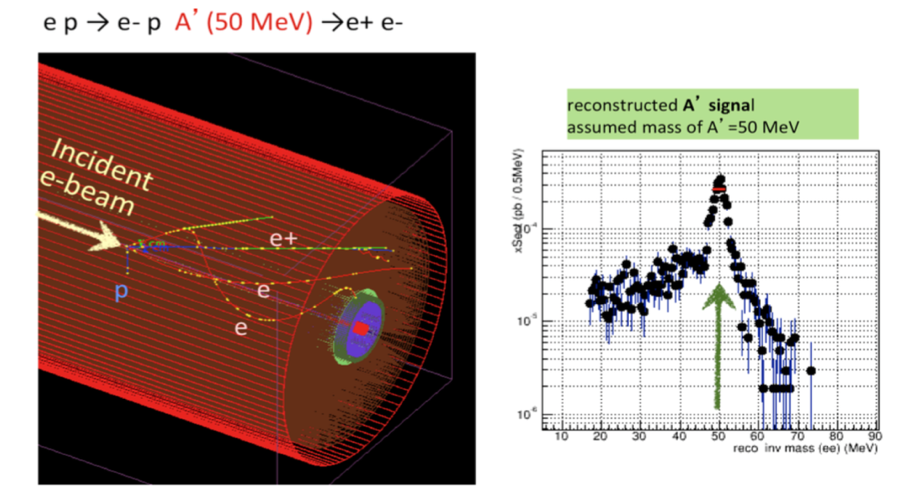 e p → e- p A’ (50 MeV) →e+ e-
Incident
e-beam
e+
p
e
e
reconstructed A’ signal
assumed mass of A’ =50 MeV
xSect (pb / 0.5MeV)
10⁻⁴
10⁻⁵
10⁻⁶
10 20 30 40 50 60 70 80 90
reco inv mass (ee) (MeV)